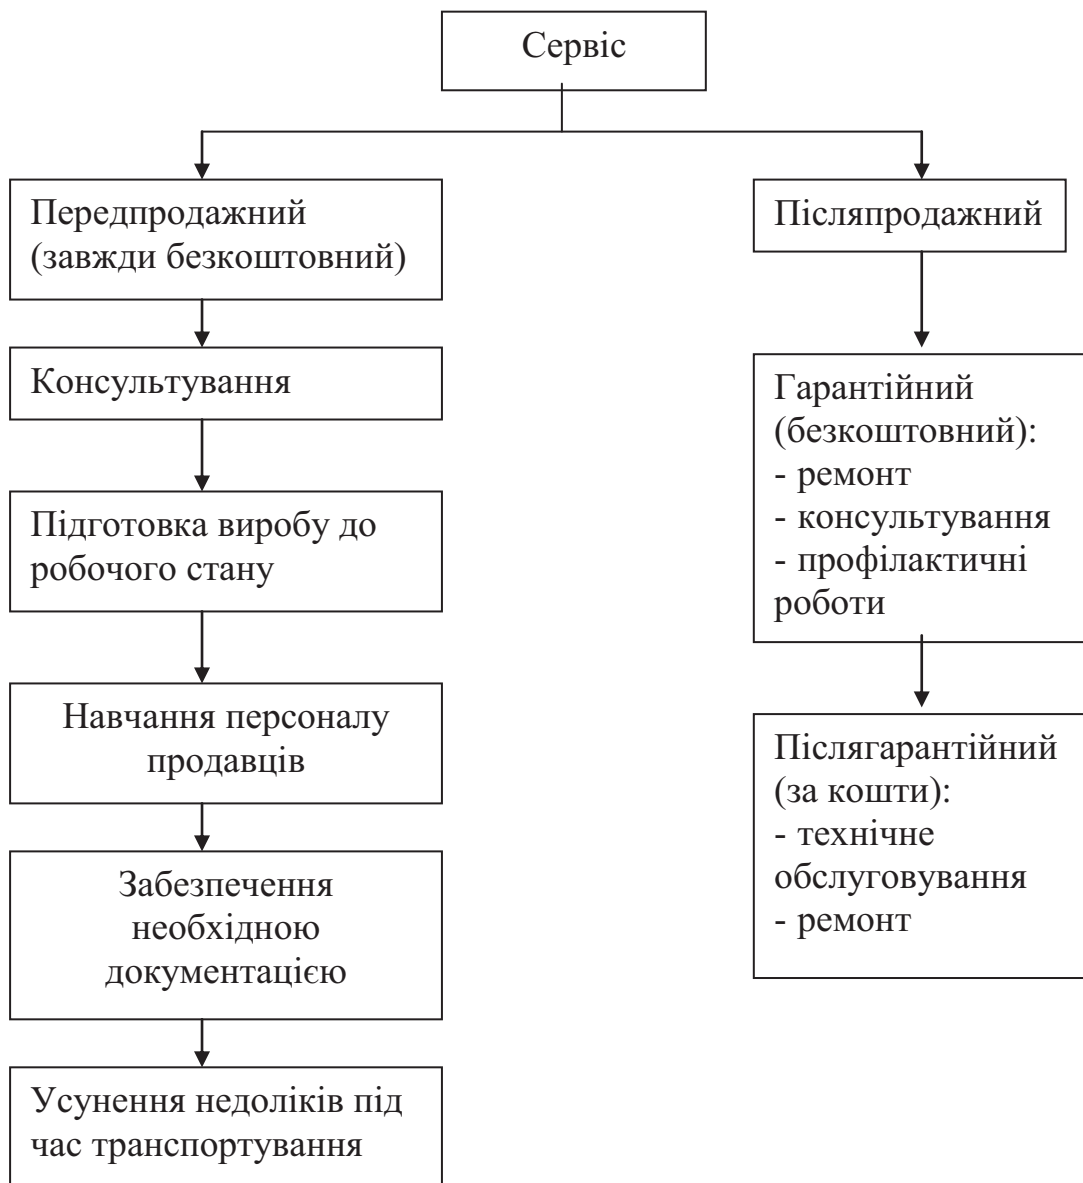 Сервіс
Передпродажний
(завжди безкоштовний)
Консультування
Підготовка виробу до
робочого стану
Навчання персоналу
продавців
Забезпечення
необхідною
документацією
Усунення недоліків під
час транспортування
Післяпродажний
Гарантійний
(безкоштовний):
- ремонт
- консультування
- профілактичні
роботи
Післягарантійний
(за кошти):
- технічне
обслуговування
- ремонт